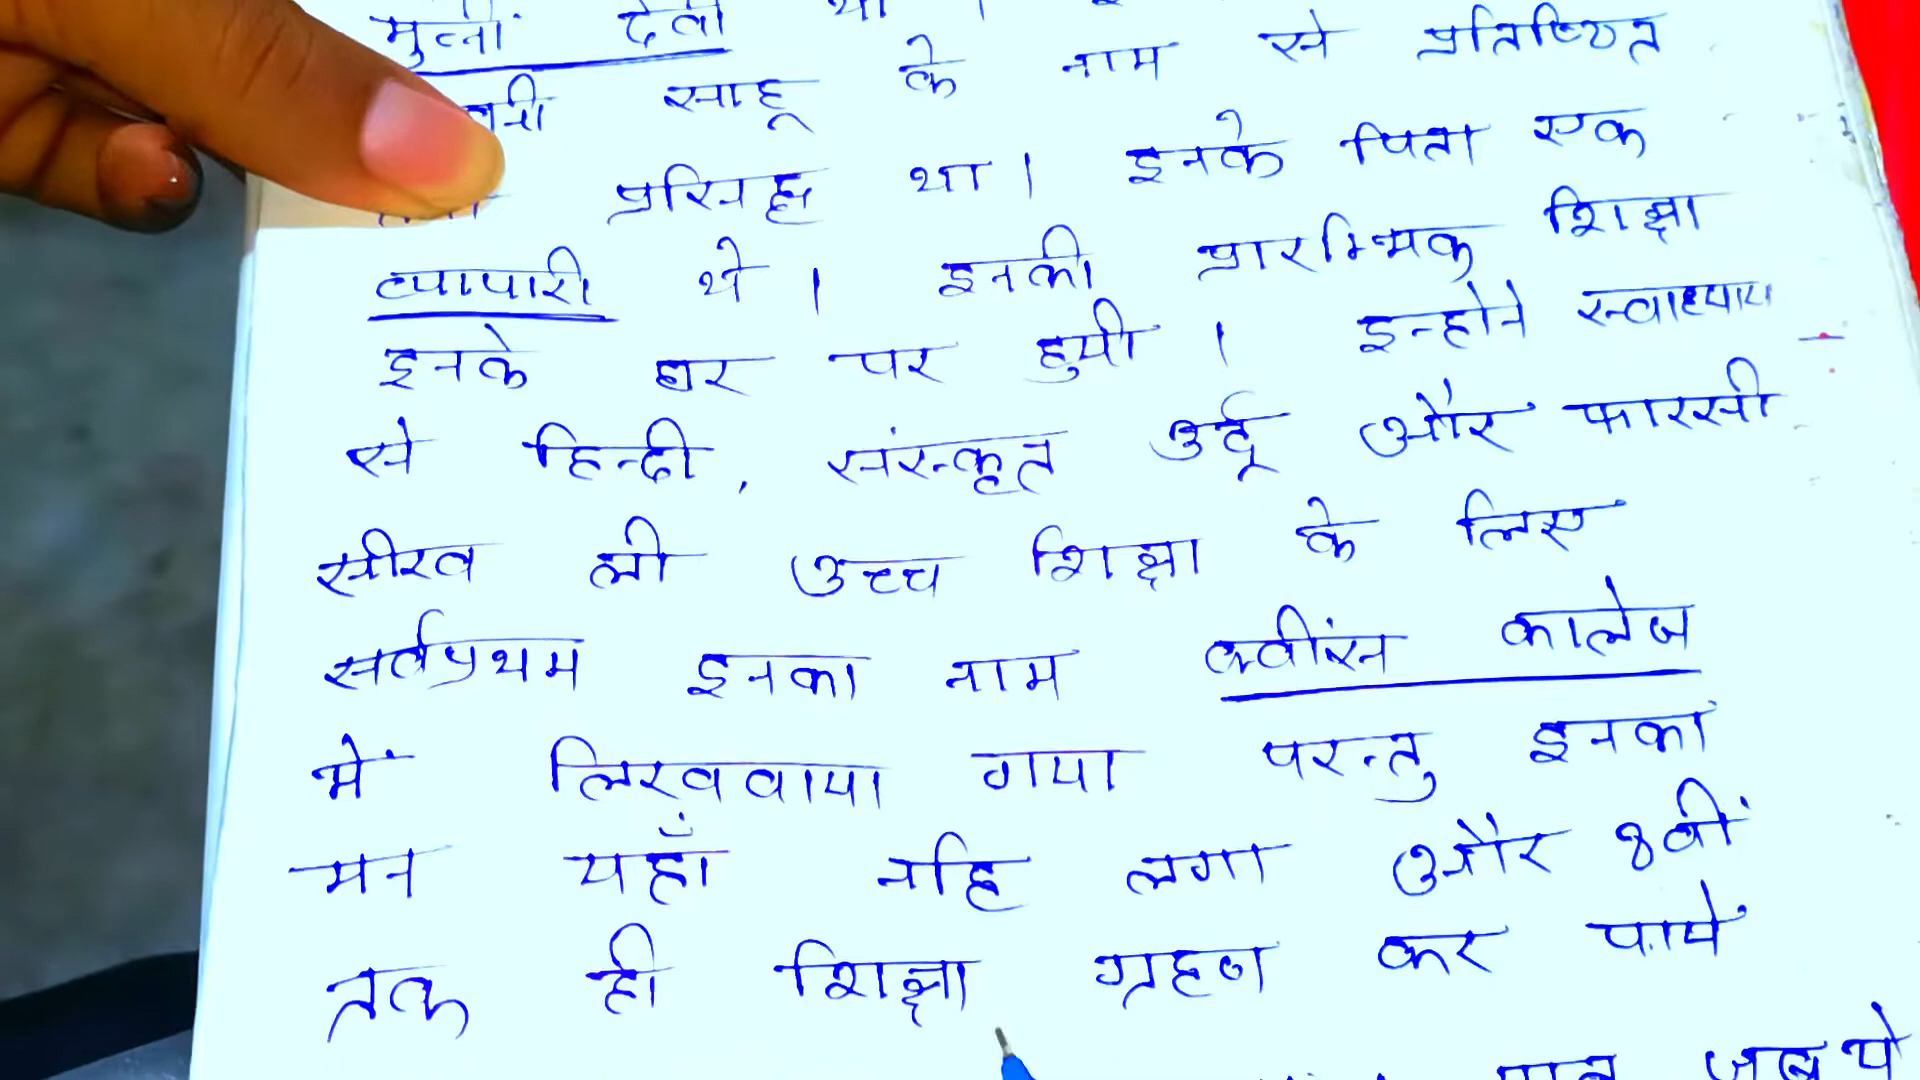 मुन्नी देवी था ।
साहू के नाम से प्रतिष्ठित
प्रसिद्ध था । इनके पिता एक
व्यापारी थे । इनकी प्रारम्भिक शिक्षा
इनके घर पर हुयी । इन्होने स्वाध्याय
से हिन्दी, संस्कृत उर्दू और फारसी
सीख ली उच्च शिक्षा के लिए
सर्वप्रथम इनका नाम क्वींस कालेज
में लिखवाया गया परन्तु इनका
मन यहाँ नहि लगा और 8वीं
तक ही शिक्षा ग्रहण कर पाये